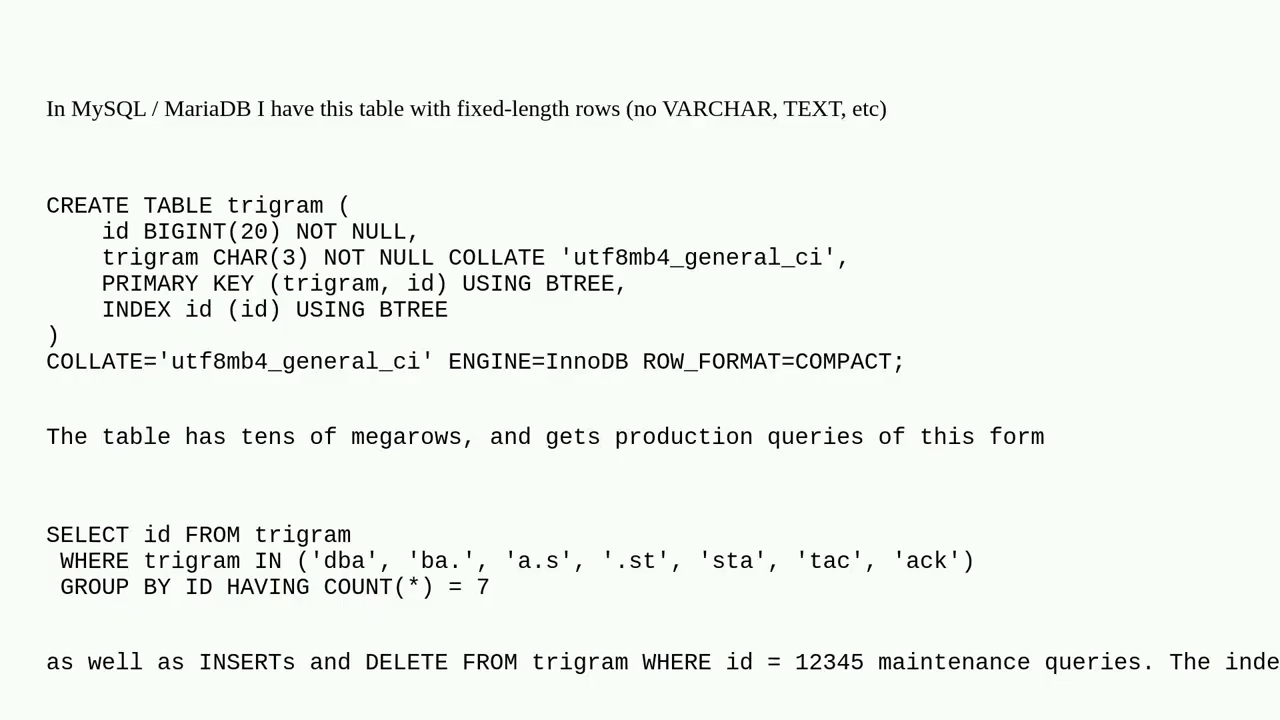 In MySQL / MariaDB I have this table with fixed-length rows (no VARCHAR, TEXT, etc)
CREATE TABLE trigram (
    id BIGINT(20) NOT NULL,
    trigram CHAR(3) NOT NULL COLLATE 'utf8mb4_general_ci',
    PRIMARY KEY (trigram, id) USING BTREE,
    INDEX id (id) USING BTREE
)
COLLATE='utf8mb4_general_ci' ENGINE=InnoDB ROW_FORMAT=COMPACT;
The table has tens of megarows, and gets production queries of this form
SELECT id FROM trigram
 WHERE trigram IN ('dba', 'ba.', 'a.s', '.st', 'sta', 'tac', 'ack')
 GROUP BY ID HAVING COUNT(*) = 7
as well as INSERTs and DELETE FROM trigram WHERE id = 12345 maintenance queries. The